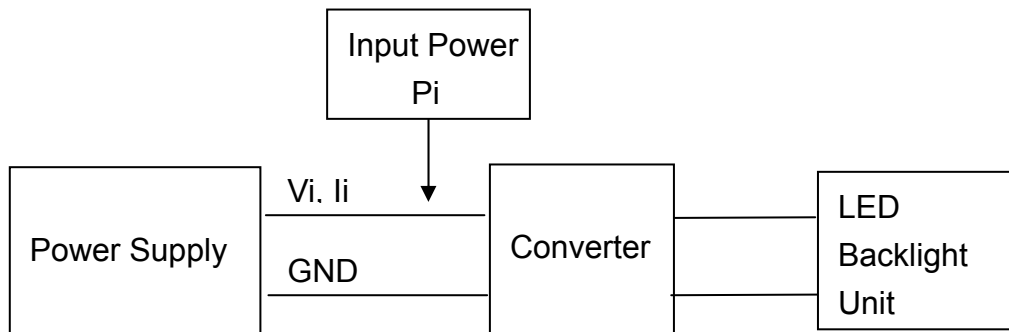 Input Power
Pi
Vi, Ii
Power Supply
GND
Converter
LED
Backlight
Unit